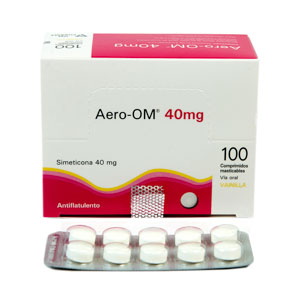 100
Aero-OM® 40mg
Aero-OM® 40mg
Simeticona 40 mg
100
Comprimidos
masticables
Vía oral
VAINILLA
Antiflatulento